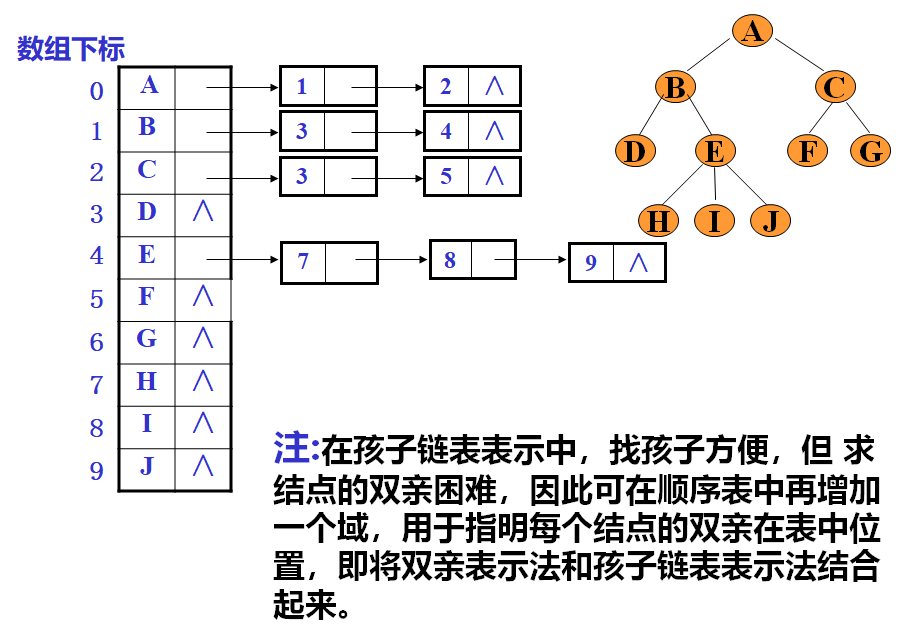 数组下标
A
0 A 1 2 ∧
B C
1 B 3 4 ∧
D E F G
2 C 3 5 ∧
3 D ∧
H I J
4 E 7 8 9 ∧
5 F ∧
6 G ∧
7 H ∧
8 I ∧
9 J ∧
注:在孩子链表表示中，找孩子方便，但 求
结点的双亲困难，因此可在顺序表中再增加
一个域，用于指明每个结点的双亲在表中位
置，即将双亲表示法和孩子链表表示法结合
起来。